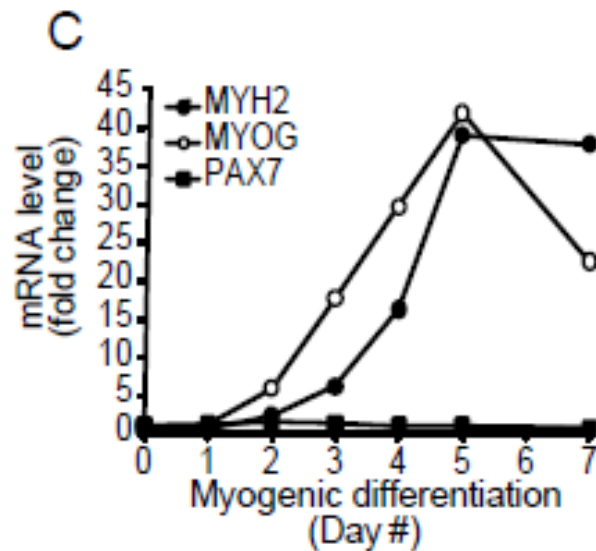 C
45
40
35
30
25
20
15
10
5
0
MYH2
MYOG
PAX7
mRNA level
(fold change)
0 1 2 3 4 5 6 7
Myogenic differentiation
(Day #)